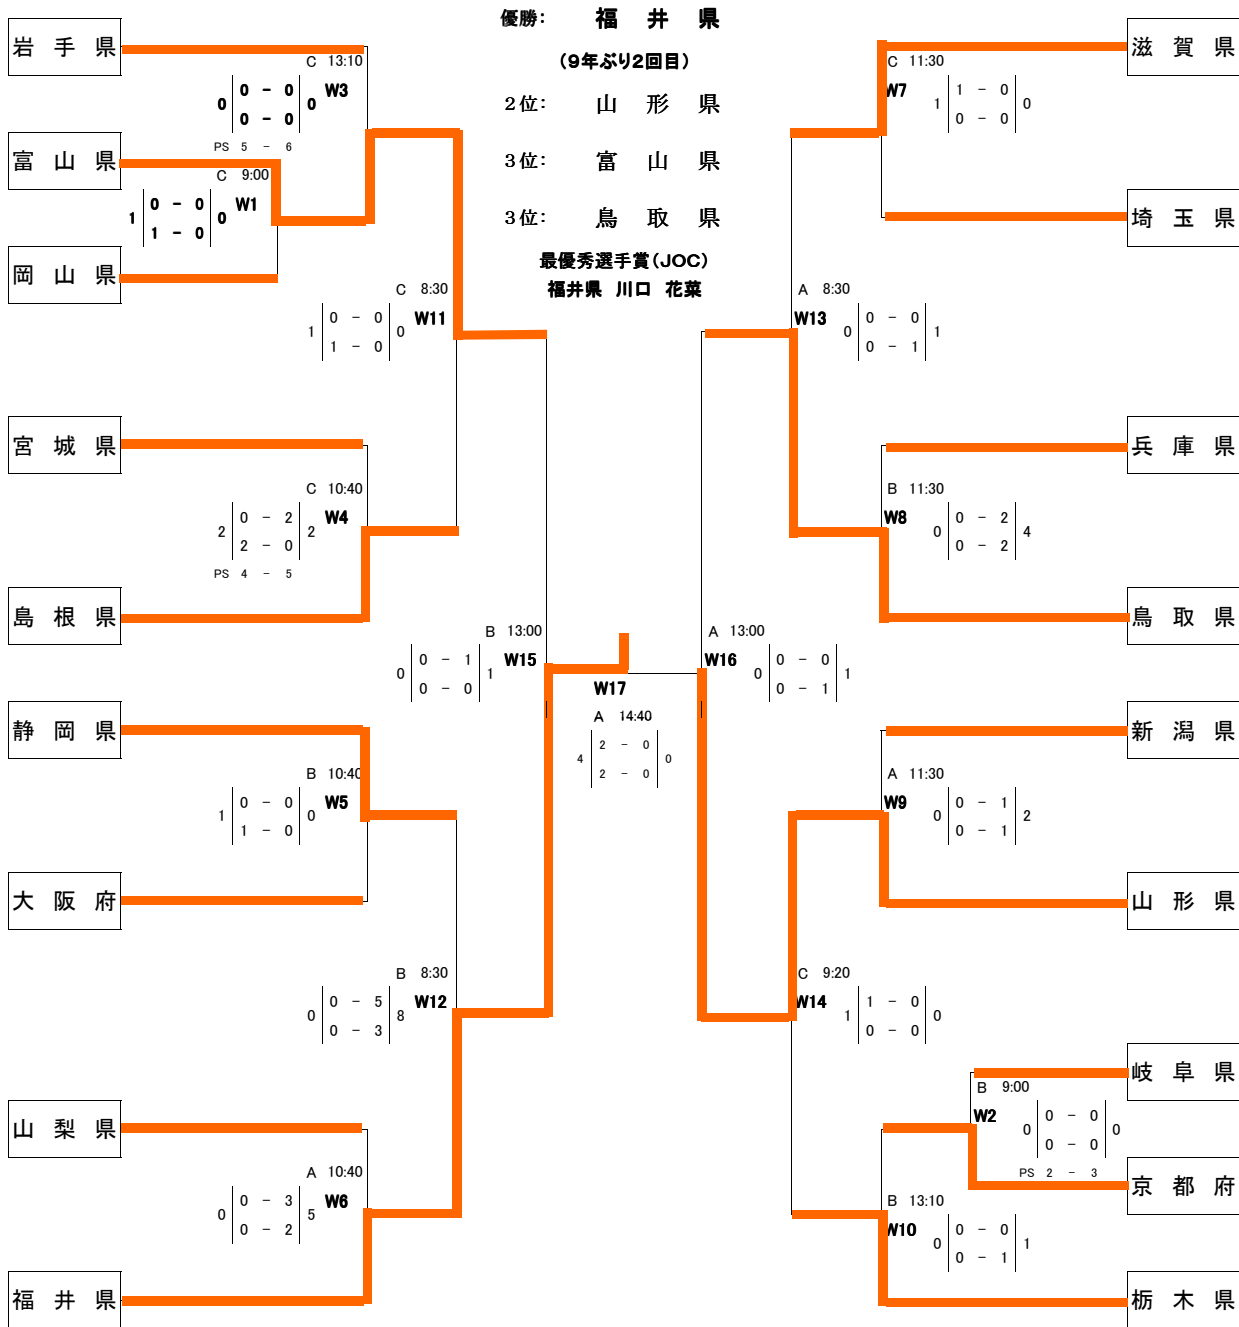 優勝： 福 井 県
（9年ぶり2回目）
2位： 山 形 県
3位： 富 山 県
3位： 鳥 取 県
最優秀選手賞（JOC）
福井県 川口 花菜
岩 手 県
C 13:10
W3
0 0 - 0 0
0 - 0
PS 5 - 6
富 山 県
C 9:00
W1
1 0 - 0 0
1 - 0
岡 山 県
C 8:30
W11
1 0 - 0 0
1 - 0
宮 城 県
C 10:40
W4
2 0 - 2 2
2 - 0
PS 4 - 5
島 根 県
B 13:00
W15
0 0 - 1 1
0 - 0
静 岡 県
B 10:40
W5
1 0 - 0 0
1 - 0
大 阪 府
B 8:30
W12
0 0 - 5 8
0 - 3
山 梨 県
A 10:40
W6
0 0 - 3 5
0 - 2
福 井 県
W17
A 14:40
4 2 - 0 0
2 - 0
滋 賀 県
C 11:30
W7
1 1 - 0 0
0 - 0
埼 玉 県
A 8:30
W13
0 0 - 0 1
0 - 1
兵 庫 県
B 11:30
W8
0 0 - 2 4
0 - 2
鳥 取 県
A 13:00
W16
0 0 - 0 1
0 - 1
新 潟 県
A 11:30
W9
0 0 - 1 2
0 - 1
山 形 県
C 9:20
W14
1 1 - 0 0
0 - 0
岐 阜 県
B 9:00
W2
0 0 - 0 0
0 - 0
PS 2 - 3
京 都 府
B 13:10
W10
0 0 - 0 1
0 - 1
栃 木 県